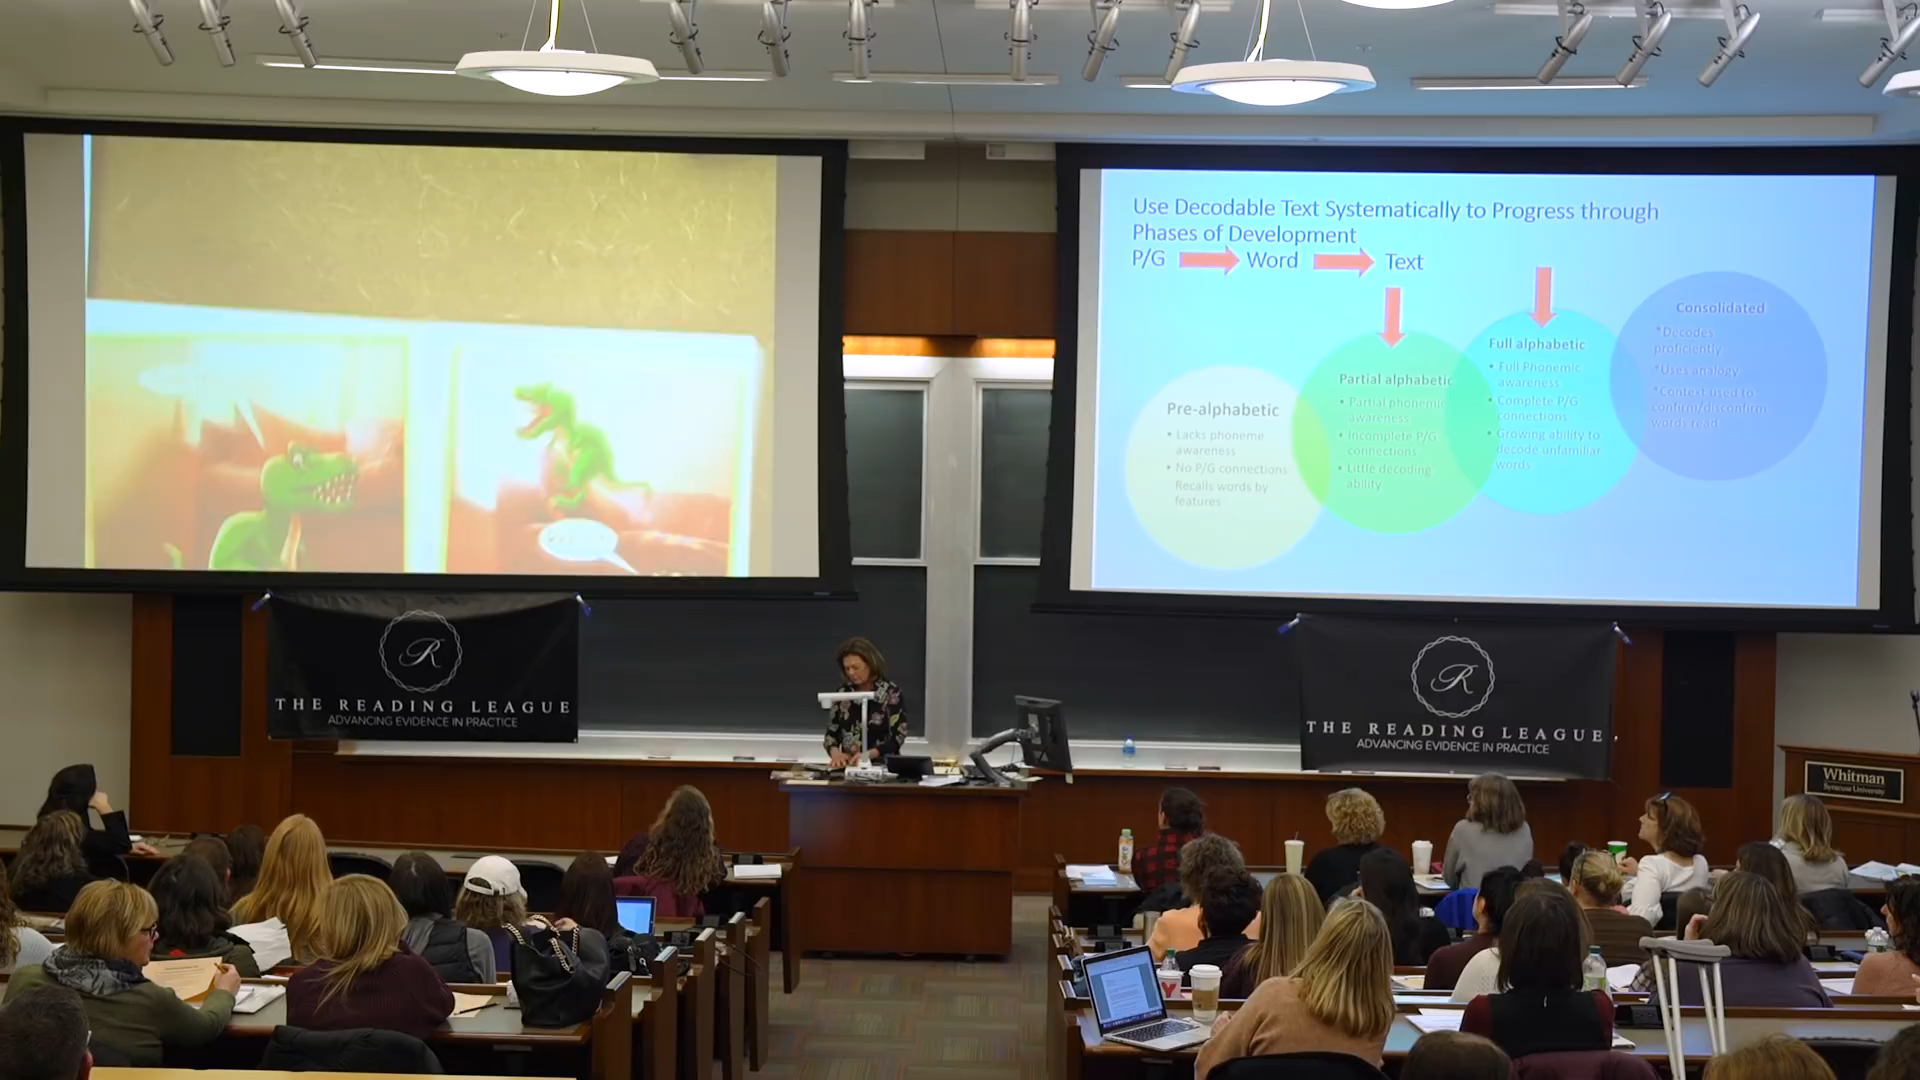 Use Decodable Text Systematically to Progress through
Phases of Development
P/G Word Text
Pre-alphabetic
• Lacks phoneme
awareness
• No P/G connections
Recalls words by
features
Partial alphabetic
• Partial phonemic
awareness
• Incomplete P/G
connections
• Little decoding
ability
Full alphabetic
• Full Phonemic
awareness
• Complete P/G
connections
• Growing ability to
decode unfamiliar
words
Consolidated
*Decodes
proficiently
*Uses analogy
*Context used to
confirm/disconfirm
words read
R
THE READING LEAGUE
ADVANCING EVIDENCE IN PRACTICE
R
THE READING LEAGUE
ADVANCING EVIDENCE IN PRACTICE
Whitman
Syracuse University